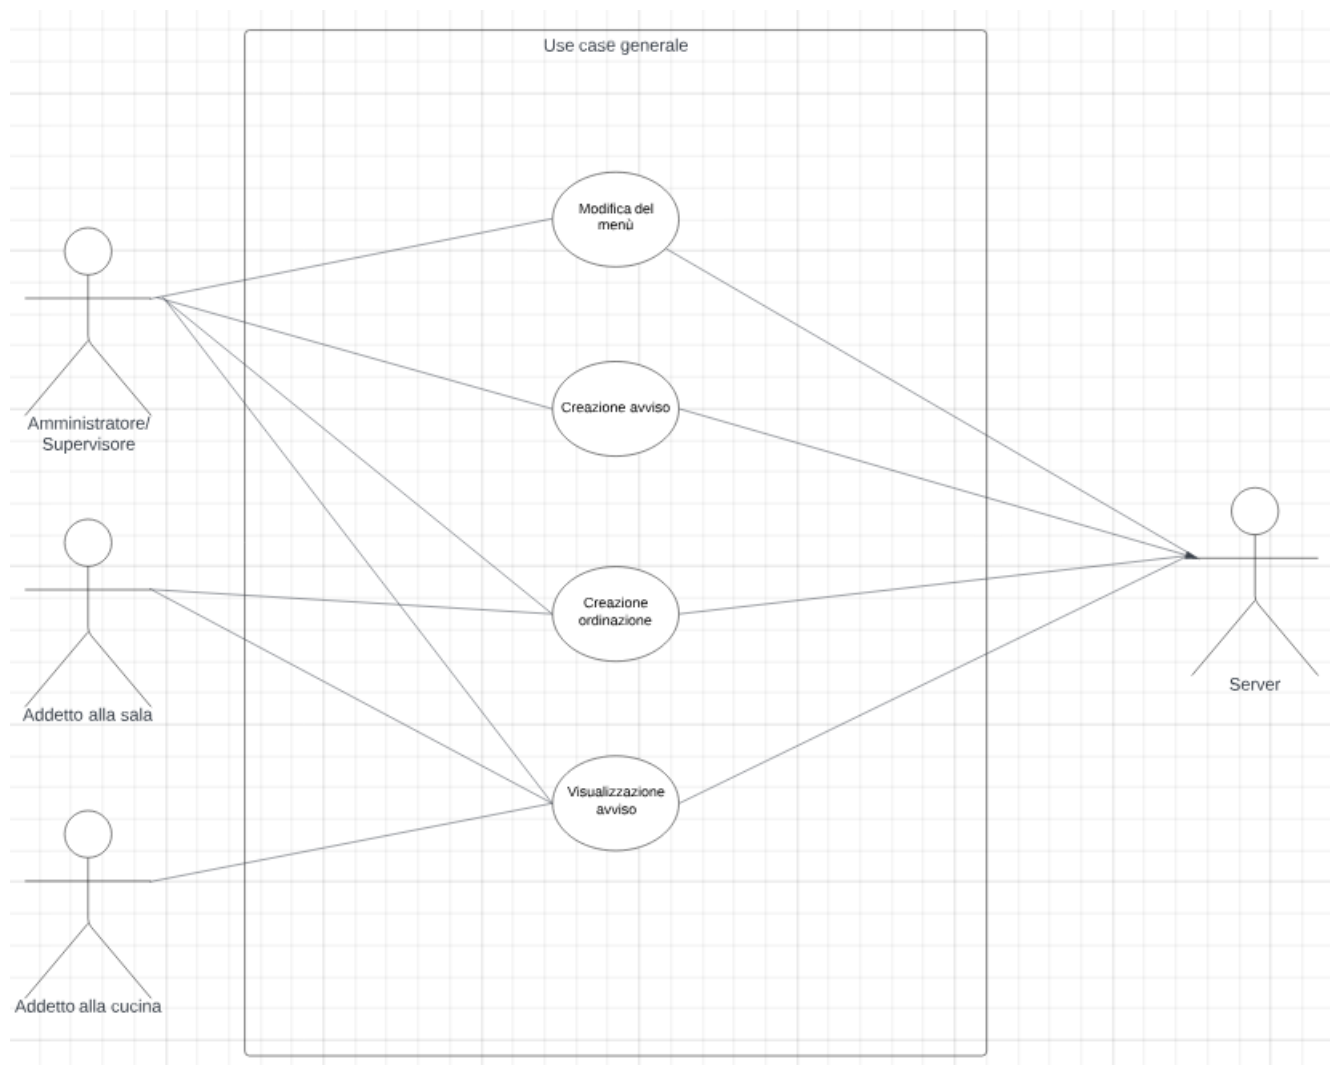 Use case generale
Modifica del
menù
Amministratore/
Supervisore
Creazione avviso
Addetto alla sala
Creazione
ordinazione
Server
Visualizzazione
avviso
Addetto alla cucina